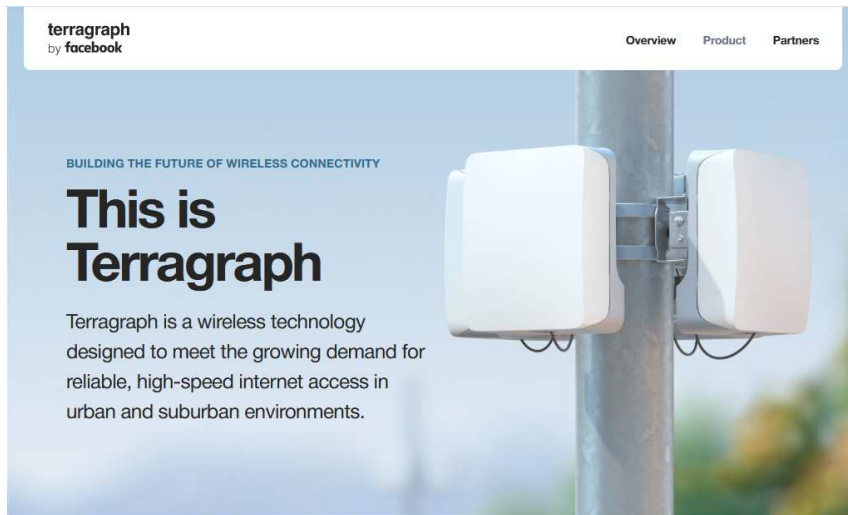 terragraph
by facebook
Overview Product Partners
BUILDING THE FUTURE OF WIRELESS CONNECTIVITY
This is
Terragraph
Terragraph is a wireless technology
designed to meet the growing demand for
reliable, high-speed internet access in
urban and suburban environments.